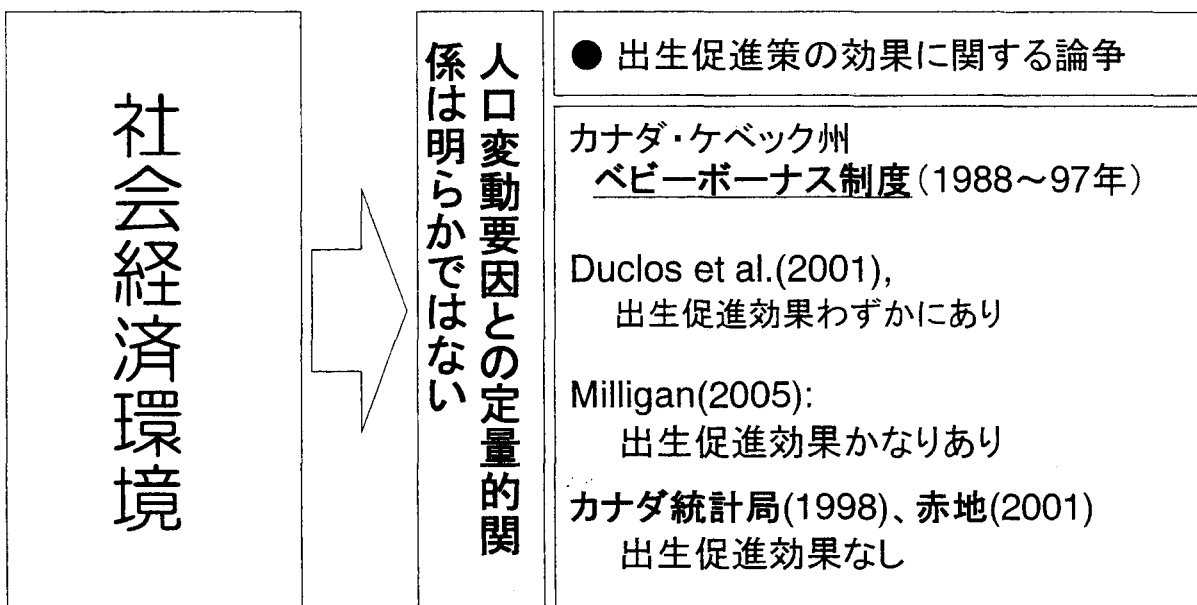 社会経済環境
人口変動要因との定量的関
係は明らかではない
● 出生促進策の効果に関する論争
カナダ・ケベック州
ベビーボーナス制度(1988～97年)
Duclos et al.(2001),
出生促進効果わずかにあり
Milligan(2005):
出生促進効果かなりあり
カナダ統計局(1998)、赤地(2001)
出生促進効果なし